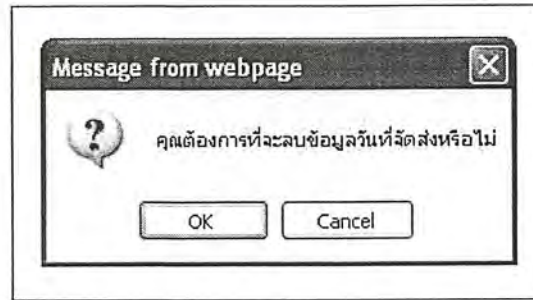 Message from webpage
คุณต้องการที่จะลบข้อมูลวันที่จัดส่งหรือไม่
OK
Cancel